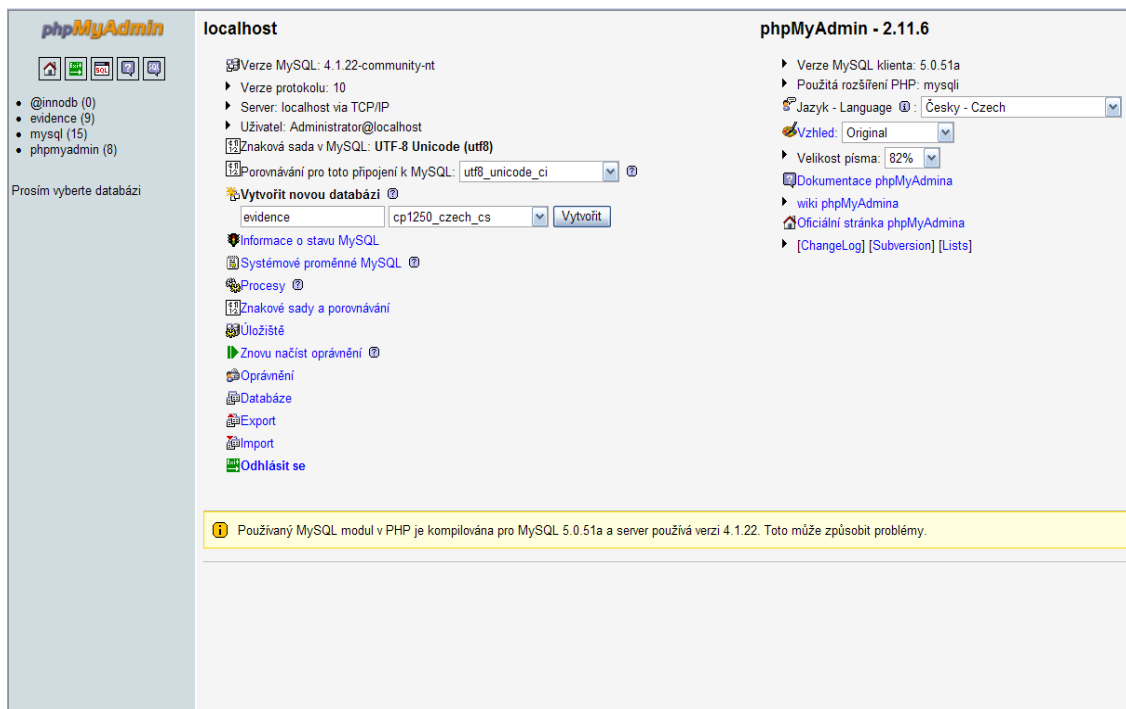 phpMyAdmin
@innodb (0)
evidence (9)
mysql (15)
phpmyadmin (8)
Prosím vyberte databázi
localhost
Verze MySQL: 4.1.22-community-nt
Verze protokolu: 10
Server: localhost via TCP/IP
Uživatel: Administrator@localhost
Znaková sada v MySQL: UTF-8 Unicode (utf8)
Porovnávání pro toto připojení k MySQL: utf8_unicode_ci
Vytvořit novou databázi
evidence cp1250_czech_cs Vytvořit
Informace o stavu MySQL
Systémové proměnné MySQL
Procesy
Znakové sady a porovnávání
Úložiště
Znovu načíst oprávnění
Oprávnění
Databáze
Export
Import
Odhlásit se
phpMyAdmin - 2.11.6
Verze MySQL klienta: 5.0.51a
Použitá rozšíření PHP: mysqli
Jazyk - Language : Česky - Czech
Vzhled: Original
Velikost písma: 82%
Dokumentace phpMyAdmina
wiki phpMyAdmina
Oficiální stránka phpMyAdmina
[ChangeLog] [Subversion] [Lists]
Používaný MySQL modul v PHP je kompilována pro MySQL 5.0.51a a server používá verzi 4.1.22. Toto může způsobit problémy.